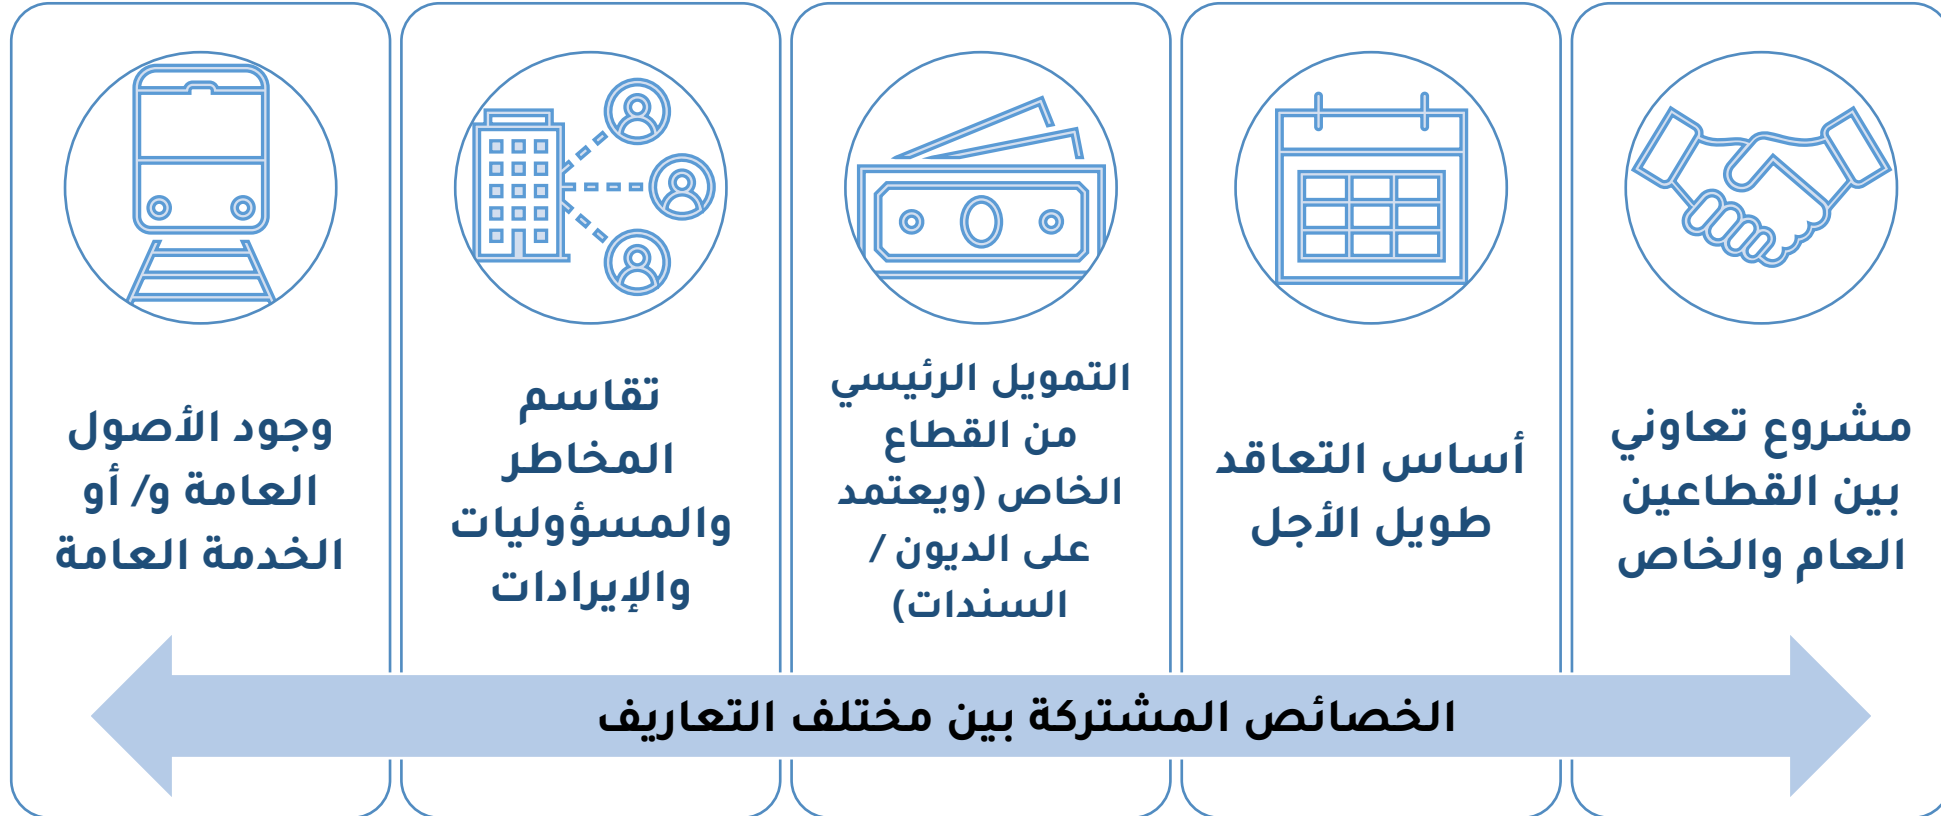 مشروع تعاوني
بين القطاعين
العام والخاص
أساس التعاقد
طويل الأجل
التمويل الرئيسي
من القطاع
الخاص (ويعتمد
على الديون /
السندات)
تقاسم
المخاطر
والمسؤوليات
والإيرادات
وجود الأصول
العامة و/ أو
الخدمة العامة
الخصائص المشتركة بين مختلف التعاريف